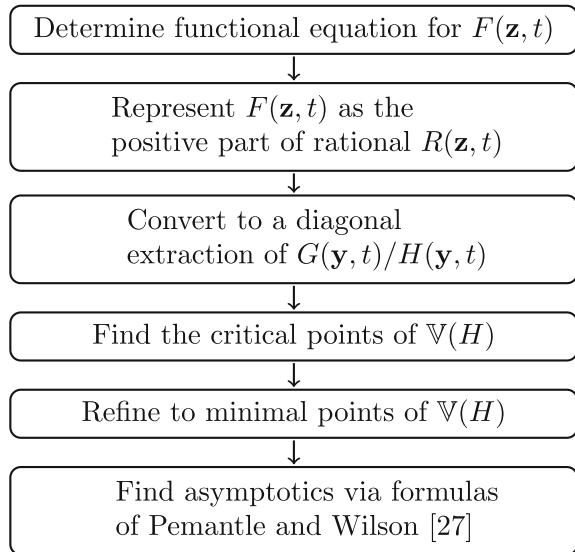 Determine functional equation for F(𝐳, t)
Represent F(𝐳, t) as the
positive part of rational R(𝐳, t)
Convert to a diagonal
extraction of G(𝐲, t)/H(𝐲, t)
Find the critical points of 𝕍(H)
Refine to minimal points of 𝕍(H)
Find asymptotics via formulas
of Pemantle and Wilson [27]